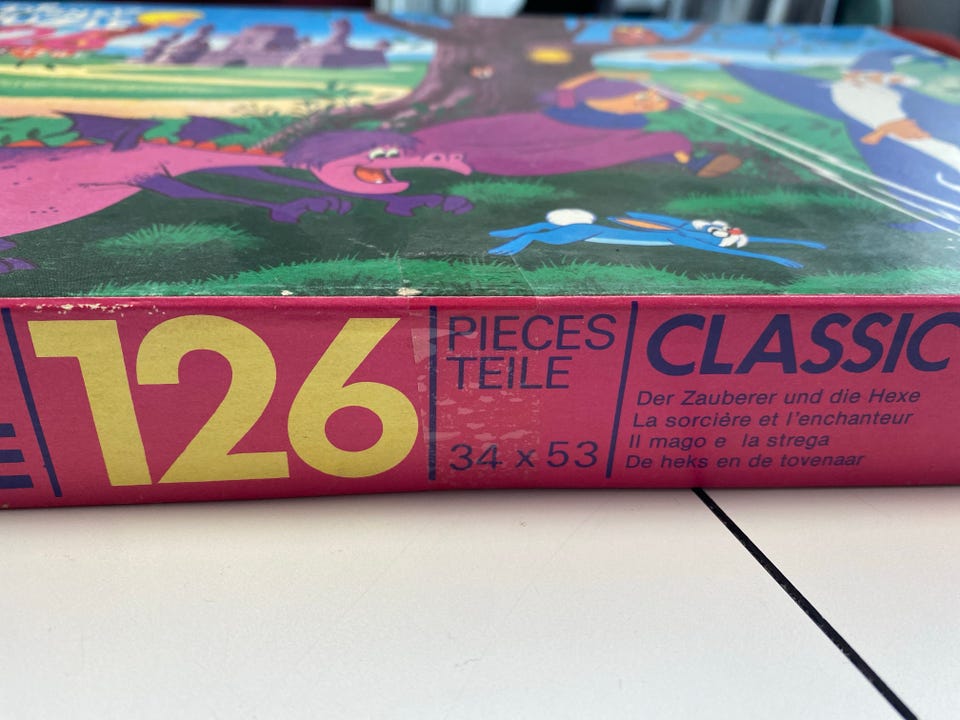 126
PIECES
TEILE
34 x 53
CLASSIC
Der Zauberer und die Hexe
La sorcière et l'enchanteur
Il mago e la strega
De heks en de tovenaar